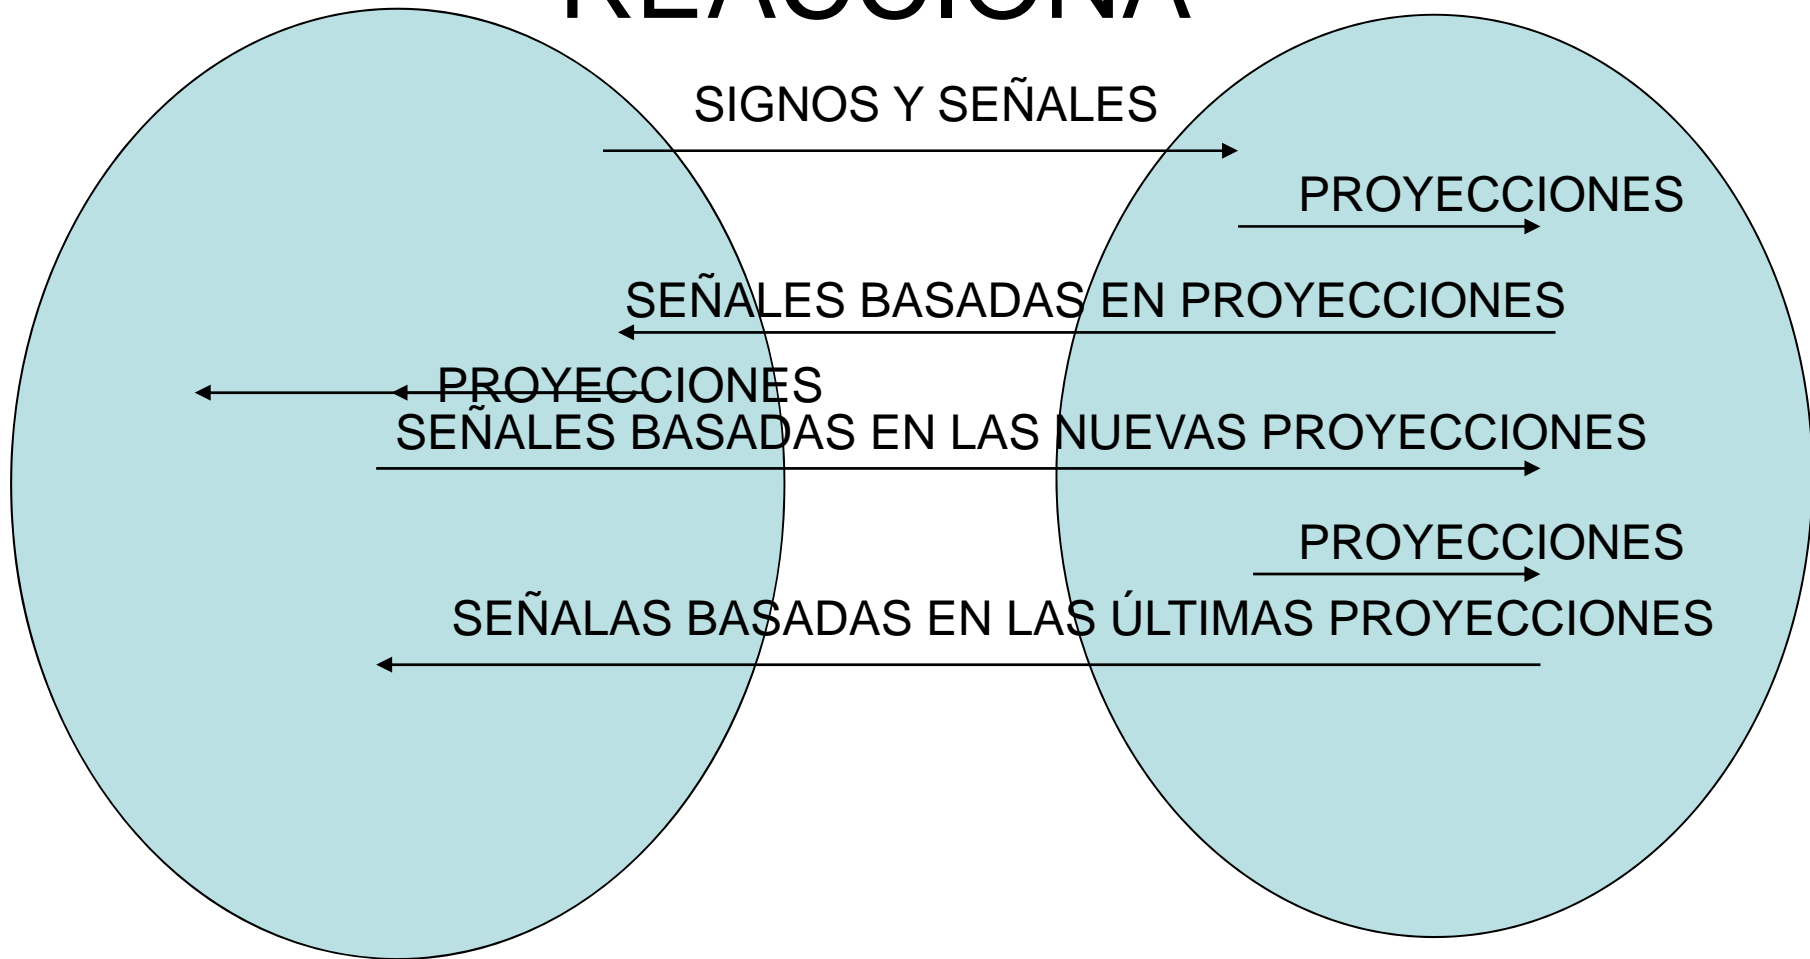 REACCIONA
SIGNOS Y SEÑALES
PROYECCIONES
SEÑALES BASADAS EN PROYECCIONES
PROYECCIONES
SEÑALES BASADAS EN LAS NUEVAS PROYECCIONES
PROYECCIONES
SEÑALAS BASADAS EN LAS ÚLTIMAS PROYECCIONES